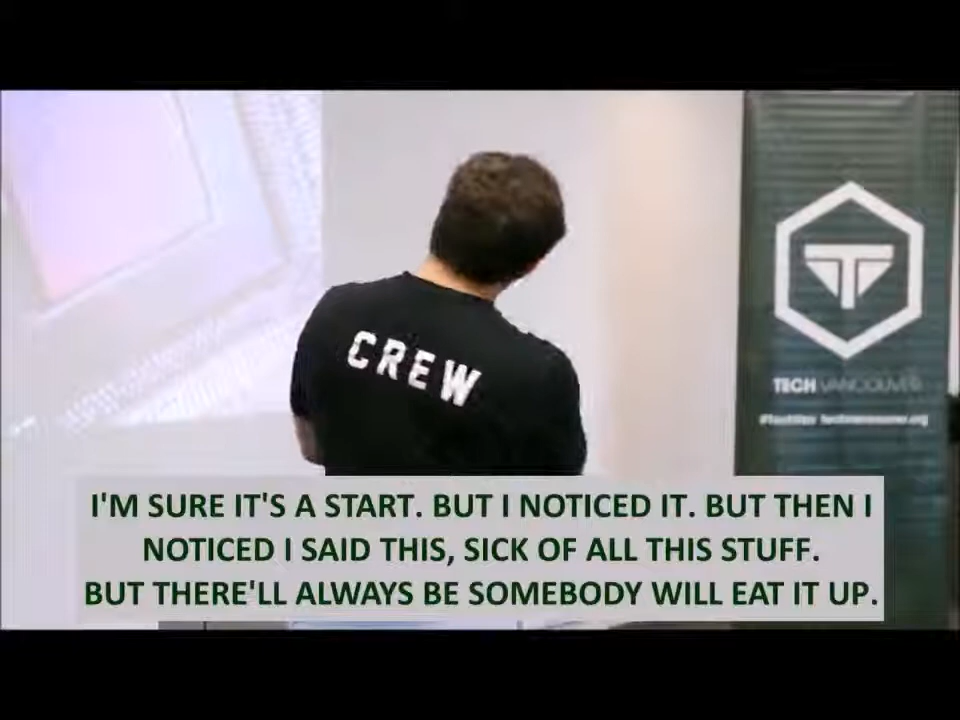 CREW
TECH VANCOUVER
I'M SURE IT'S A START. BUT I NOTICED IT. BUT THEN I
NOTICED I SAID THIS, SICK OF ALL THIS STUFF.
BUT THERE'LL ALWAYS BE SOMEBODY WILL EAT IT UP.